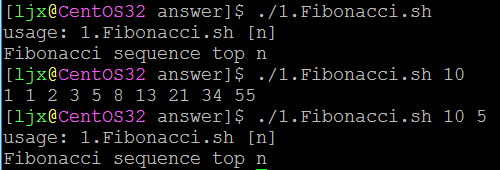 [ljx@CentOS32 answer]$ ./1.Fibonacci.sh
usage: 1.Fibonacci.sh [n]
Fibonacci sequence top n
[ljx@CentOS32 answer]$ ./1.Fibonacci.sh 10
1 1 2 3 5 8 13 21 34 55
[ljx@CentOS32 answer]$ ./1.Fibonacci.sh 10 5
usage: 1.Fibonacci.sh [n]
Fibonacci sequence top n